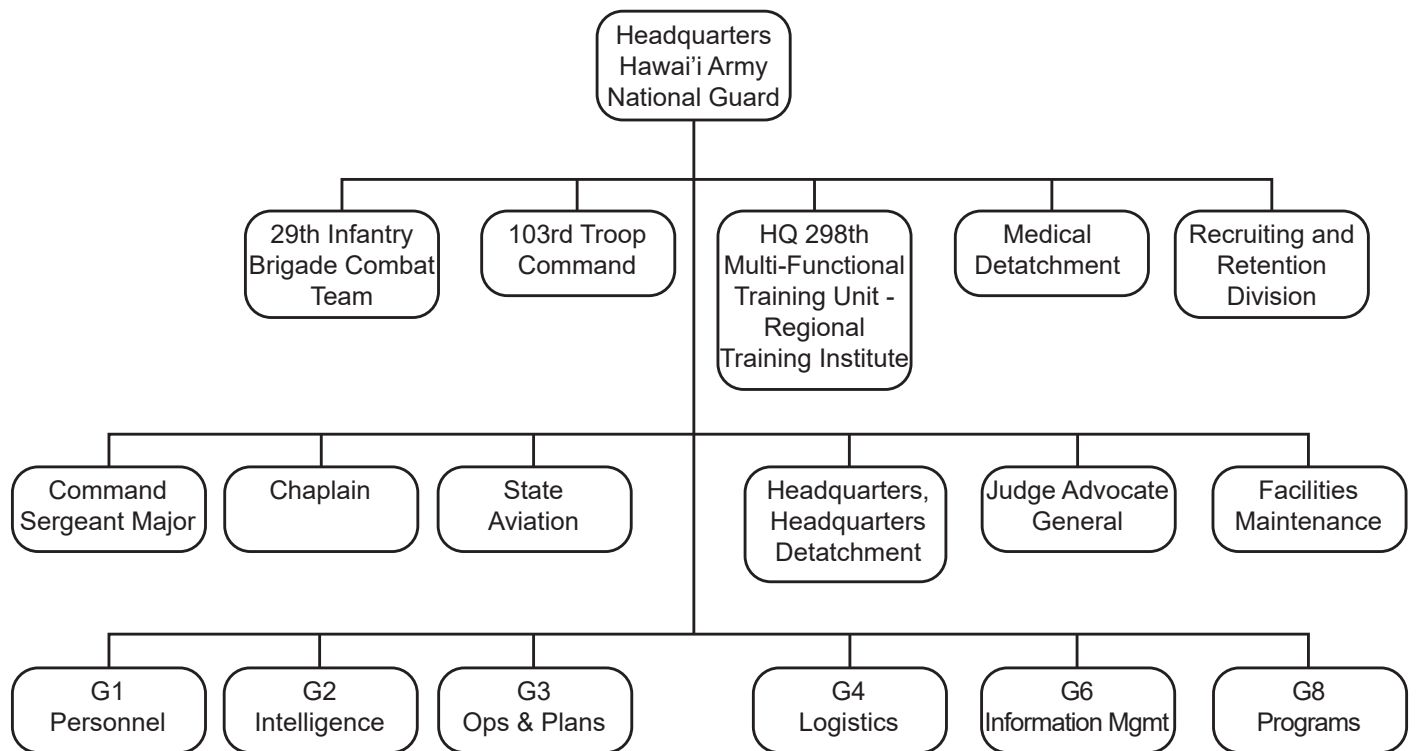 Headquarters
Hawai’i Army
National Guard
29th Infantry
Brigade Combat
Team
103rd Troop
Command
HQ 298th
Multi-Functional
Training Unit -
Regional
Training Institute
Medical
Detatchment
Recruiting and
Retention
Division
Command
Sergeant Major
Chaplain
State
Aviation
Headquarters,
Headquarters
Detatchment
Judge Advocate
General
Facilities
Maintenance
G1
Personnel
G2
Intelligence
G3
Ops & Plans
G4
Logistics
G6
Information Mgmt
G8
Programs